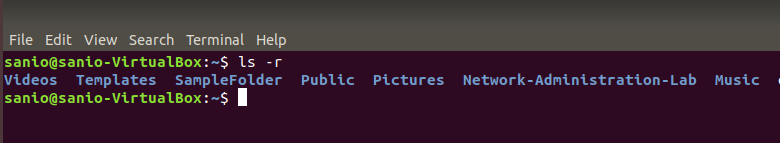 File Edit View Search Terminal Help
sanio@sanio-VirtualBox:~$ ls -r
Videos Templates SampleFolder Public Pictures Network-Administration-Lab Music
sanio@sanio-VirtualBox:~$